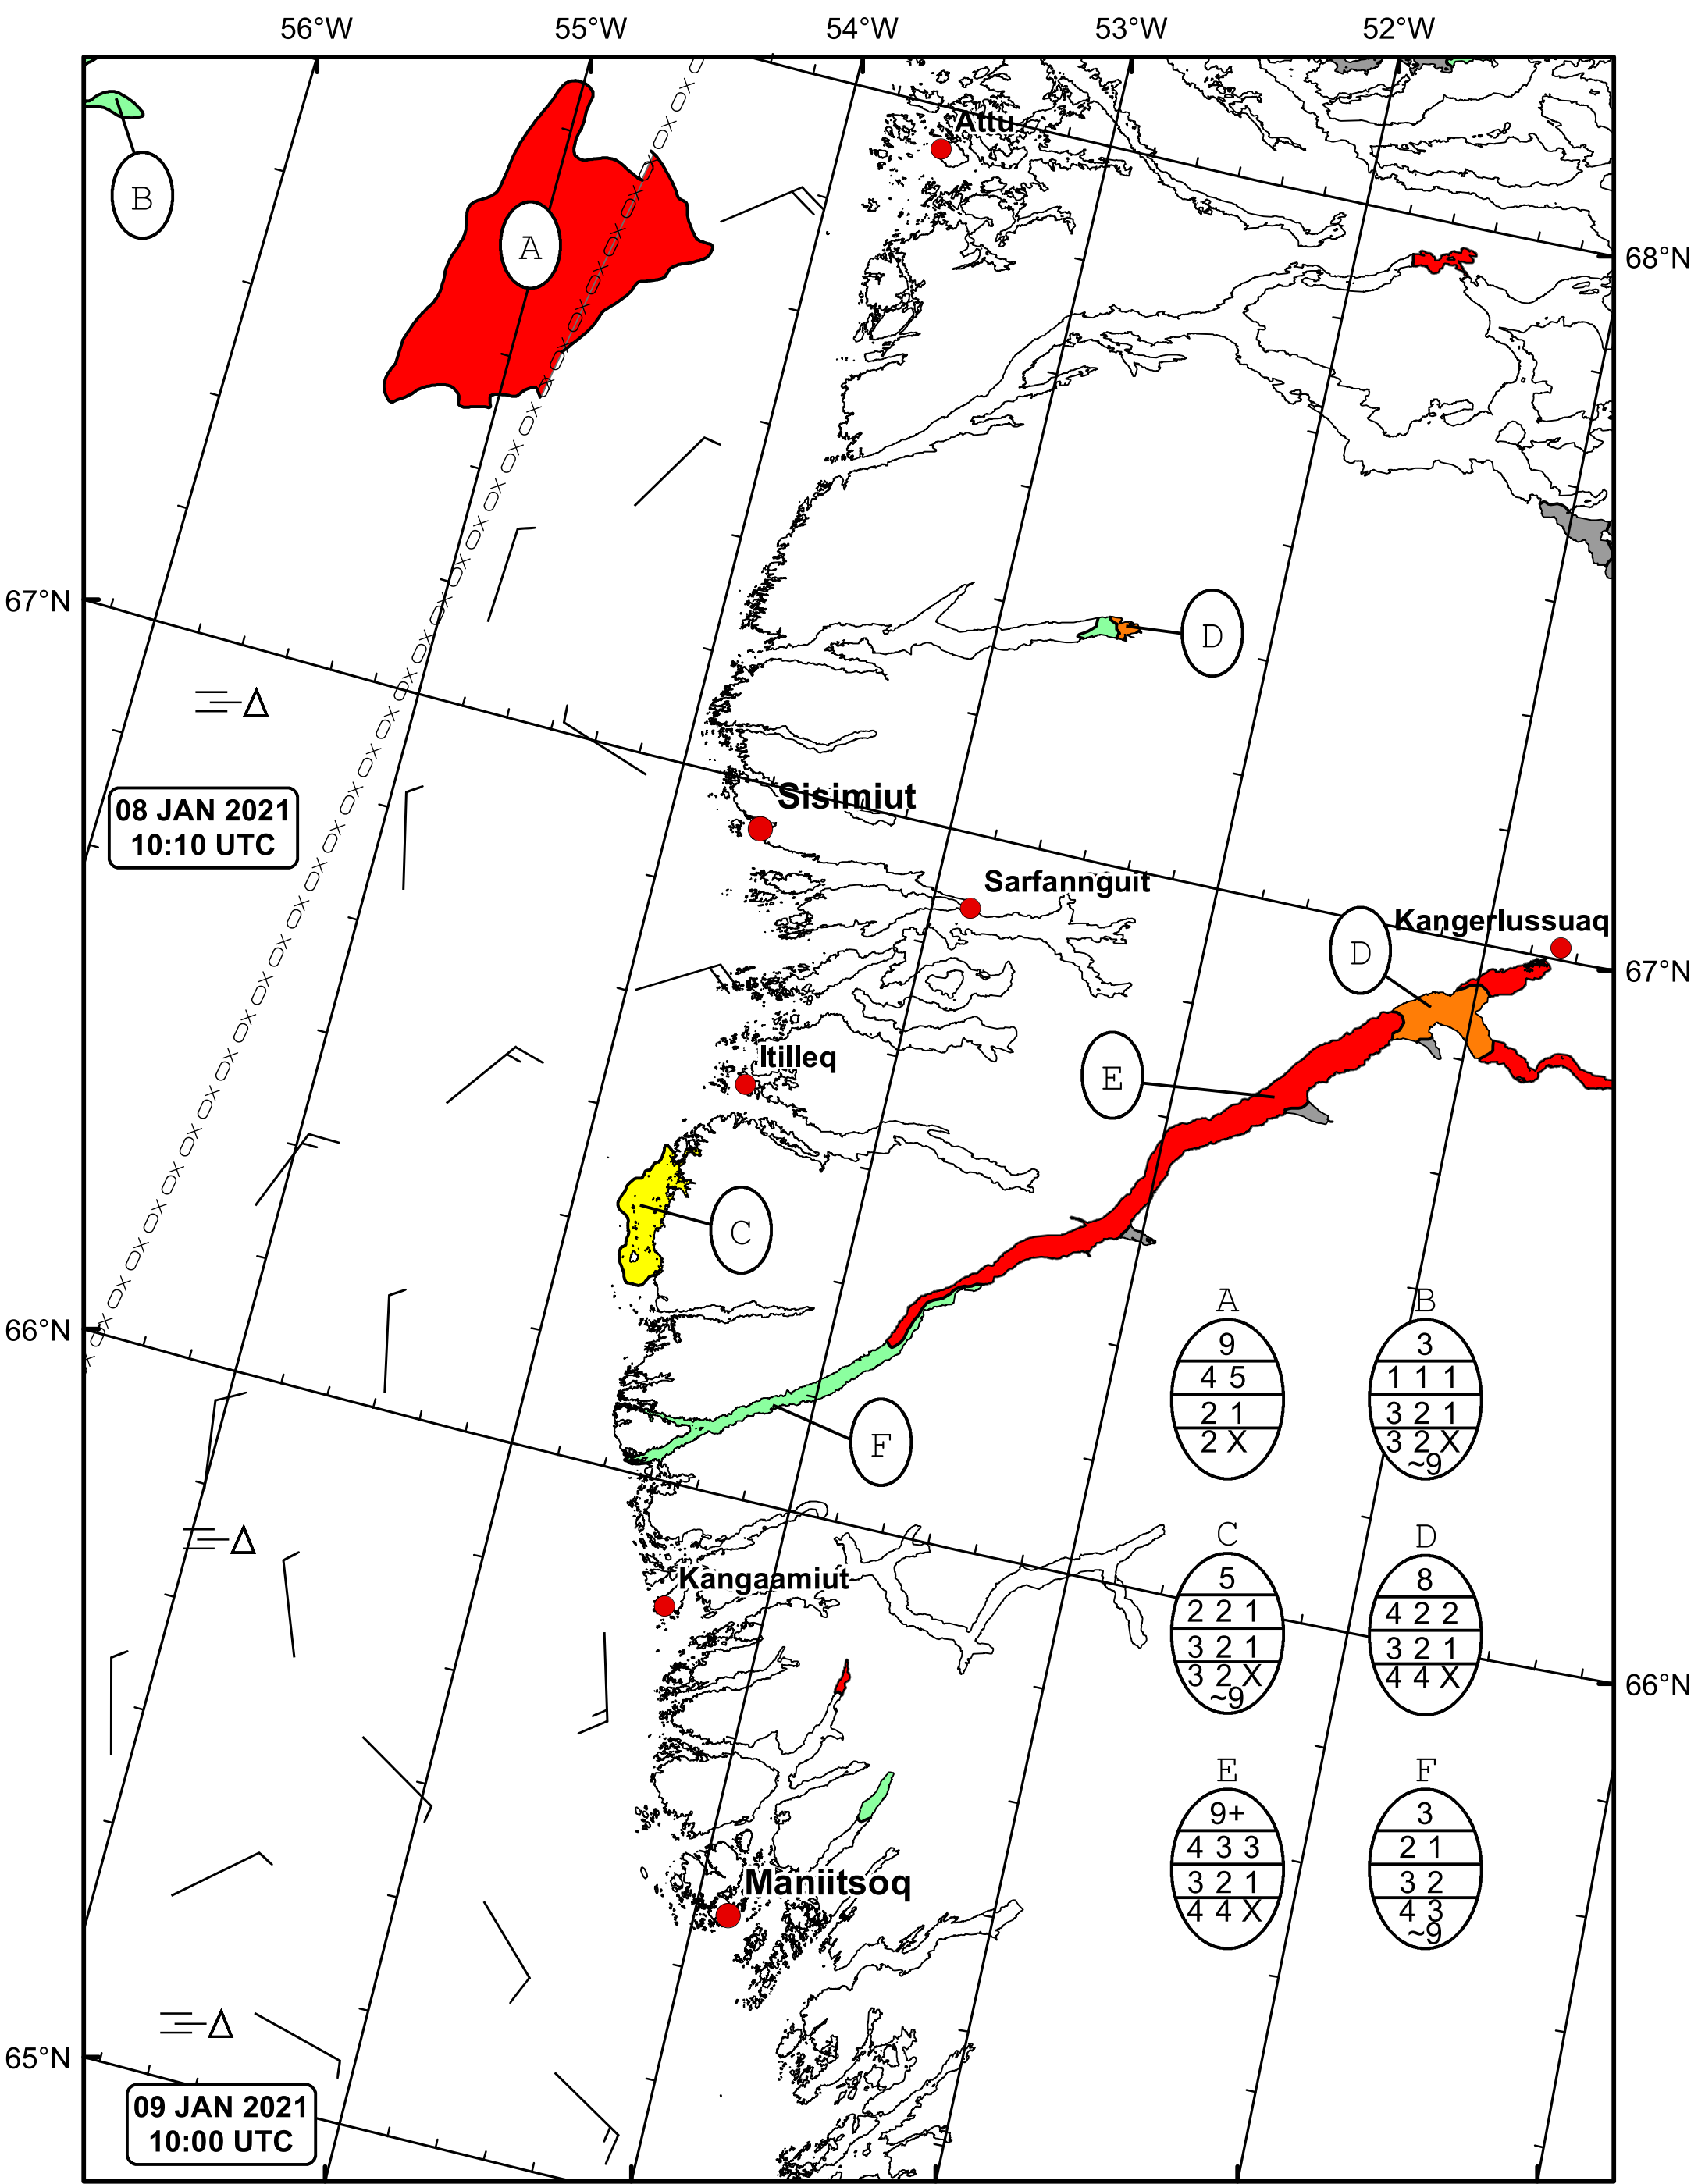 56°W 55°W 54°W 53°W 52°W
Attu
B
A
68°N
67°N
D
Sisimiut
08 JAN 2021
10:10 UTC
Sarfannguit
Kangerlussuaq
D
67°N
Itilleq
E
C
66°N
F
A
9
4 5
2 1
2 X
B
3
1 1 1
3 2 1
3 2 X
~9
C
5
2 2 1
3 2 1
3 2 X
~9
D
8
4 2 2
3 2 1
4 4 X
Kangaamiut
66°N
E
9+
4 3 3
3 2 1
4 4 X
F
3
2 1
3 2
4 3
~9
Maniitsoq
65°N
09 JAN 2021
10:00 UTC